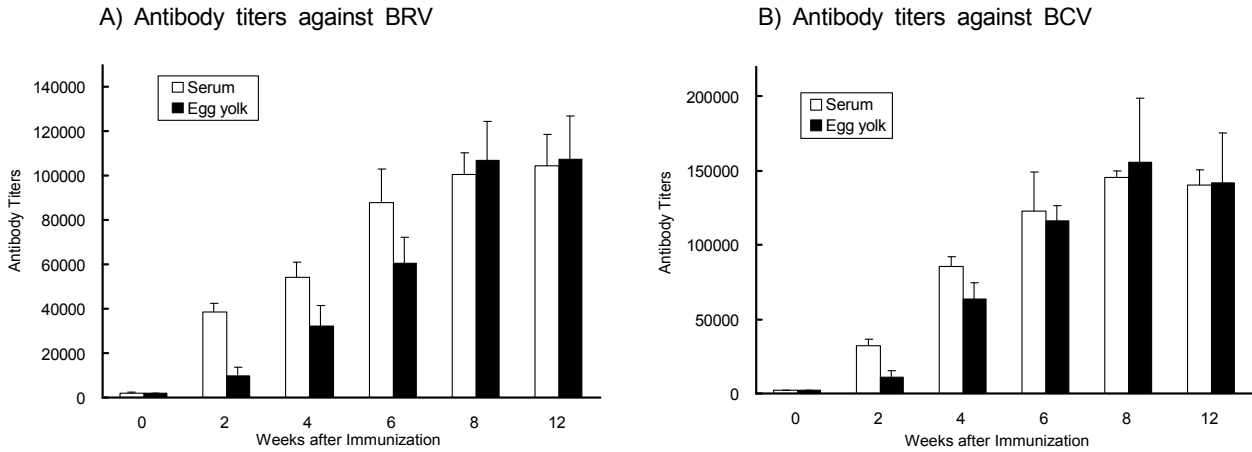 A) Antibody titers against BRV
140000
120000
100000
80000
60000
40000
20000
0
Antibody Titers
Serum
Egg yolk
0 2 4 6 8 12
Weeks after Immunization
B) Antibody titers against BCV
200000
150000
100000
50000
0
Antibody Titers
Serum
Egg yolk
0 2 4 6 8 12
Weeks after Immunization